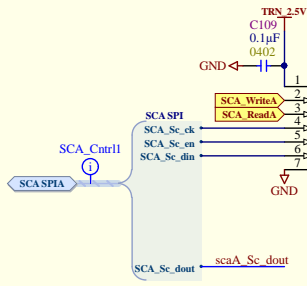 TRN_2.5V
C109
0.1µF
0402
GND
1
SCA_WriteA 2
SCA_ReadA 3
SCA SPI
SCA_Sc_ck 4
SCA_Sc_en 5
SCA_Sc_din 6
7
SCA_Cntrl1
i
SCA SPIA
GND
SCA_Sc_dout scaA_Sc_dout